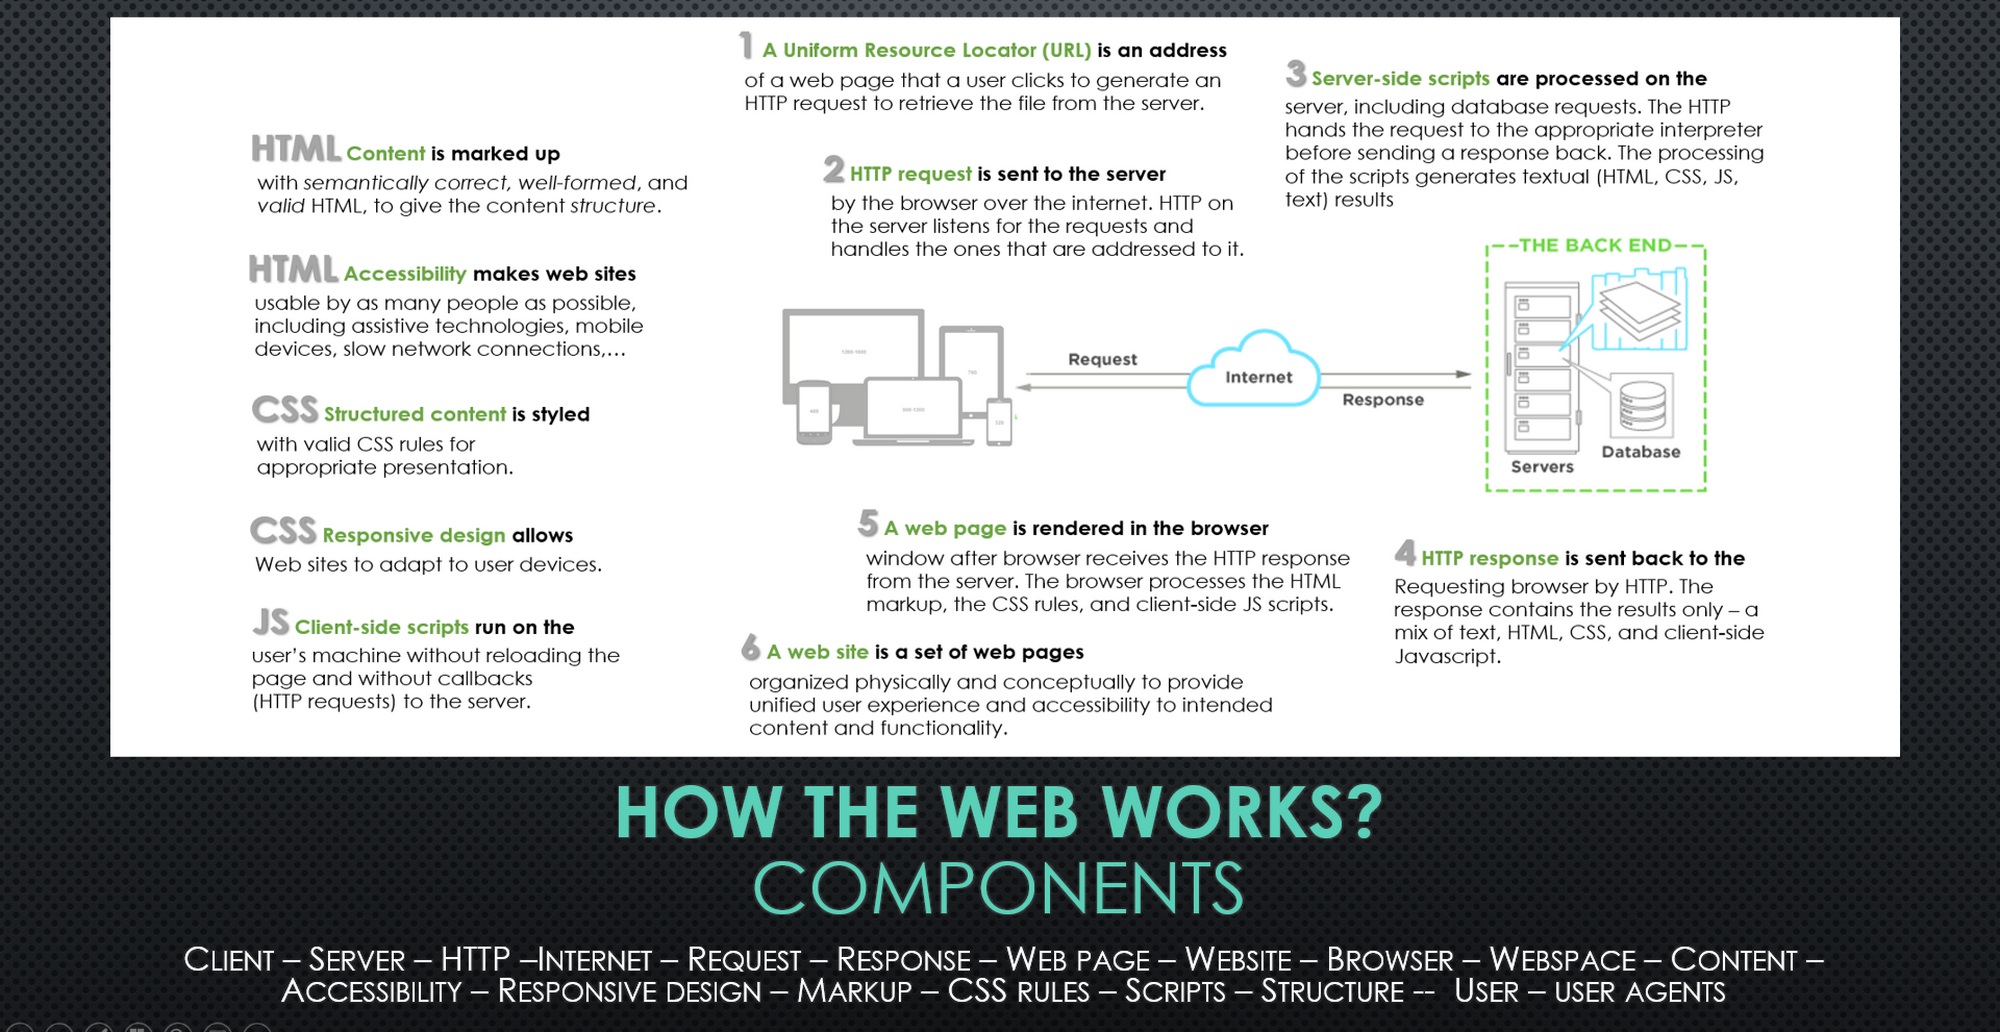 HTML Content is marked up
with semantically correct, well-formed, and
valid HTML, to give the content structure.
HTML Accessibility makes web sites
usable by as many people as possible,
including assistive technologies, mobile
devices, slow network connections,...
CSS Structured content is styled
with valid CSS rules for
appropriate presentation.
CSS Responsive design allows
Web sites to adapt to user devices.
JS Client-side scripts run on the
user's machine without reloading the
page and without callbacks
(HTTP requests) to the server.
1 A Uniform Resource Locator (URL) is an address
of a web page that a user clicks to generate an
HTTP request to retrieve the file from the server.
2 HTTP request is sent to the server
by the browser over the internet. HTTP on
the server listens for the requests and
handles the ones that are addressed to it.
3 Server-side scripts are processed on the
server, including database requests. The HTTP
hands the request to the appropriate interpreter
before sending a response back. The processing
of the scripts generates textual (HTML, CSS, JS,
text) results
THE BACK END
Request
Internet
Response
Servers
Database
5 A web page is rendered in the browser
window after browser receives the HTTP response
from the server. The browser processes the HTML
markup, the CSS rules, and client-side JS scripts.
4 HTTP response is sent back to the
Requesting browser by HTTP. The
response contains the results only – a
mix of text, HTML, CSS, and client-side
Javascript.
6 A web site is a set of web pages
organized physically and conceptually to provide
unified user experience and accessibility to intended
content and functionality.
HOW THE WEB WORKS?
COMPONENTS
CLIENT – SERVER – HTTP –INTERNET – REQUEST – RESPONSE – WEB PAGE – WEBSITE – BROWSER – WEBSPACE – CONTENT –
ACCESSIBILITY – RESPONSIVE DESIGN – MARKUP – CSS RULES – SCRIPTS – STRUCTURE -- USER – USER AGENTS